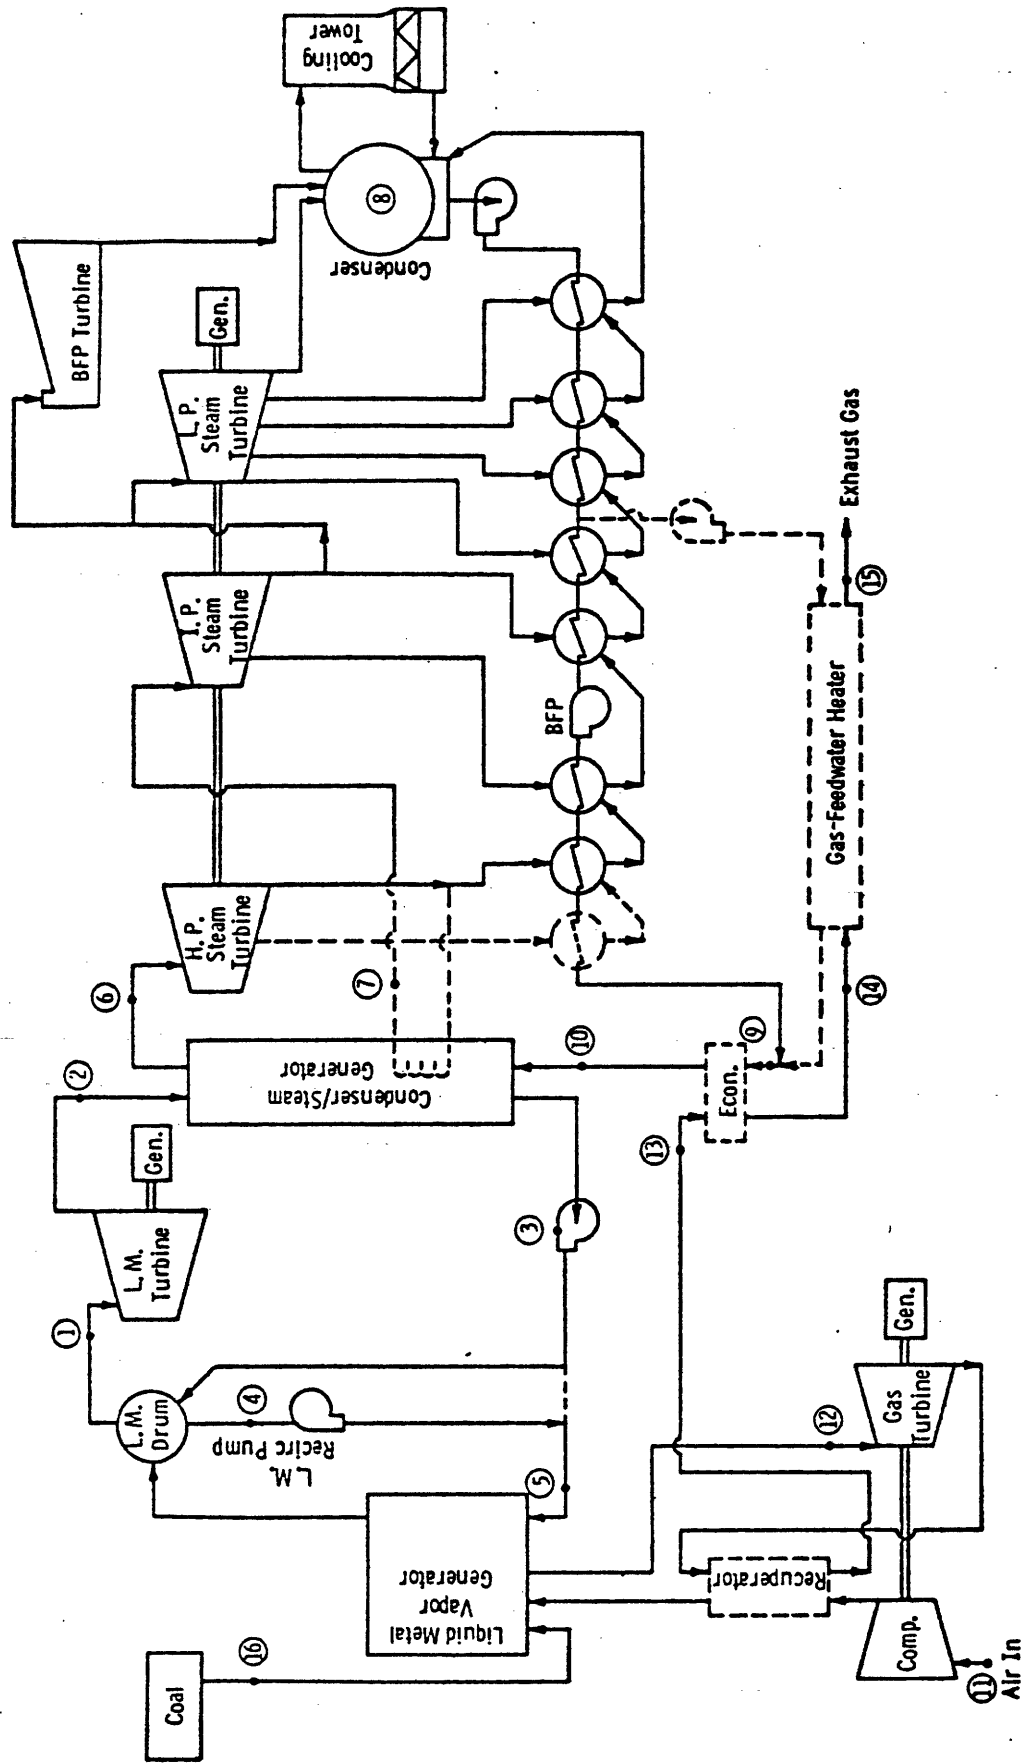 Coal
⑯
Liquid Metal
Vapor
Generator
⑤
L.M.
Drum
①
④
L.M.
Recirc Pump
L.M.
Turbine
Gen.
②
③
Condenser/Steam
Generator
⑥
⑦
⑩
H.P.
Steam
Turbine
I.P.
Steam
Turbine
L.P.
Steam
Turbine
Gen.
BFP Turbine
Condenser
⑧
Cooling
Tower
BFP
⑨
Econ.
⑬
⑭
Gas-Feedwater Heater
⑮
Exhaust Gas
Recuperator
⑫
Comp.
Gas
Turbine
Gen.
⑪
Air In